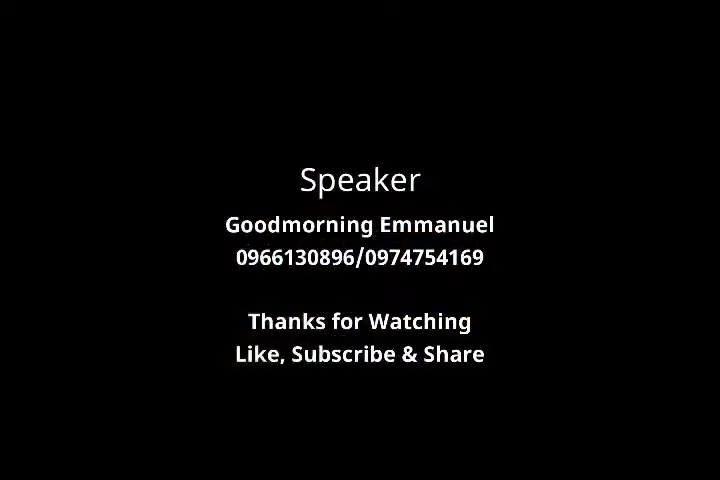 Speaker
Goodmorning Emmanuel
0966130896/0974754169
Thanks for Watching
Like, Subscribe & Share